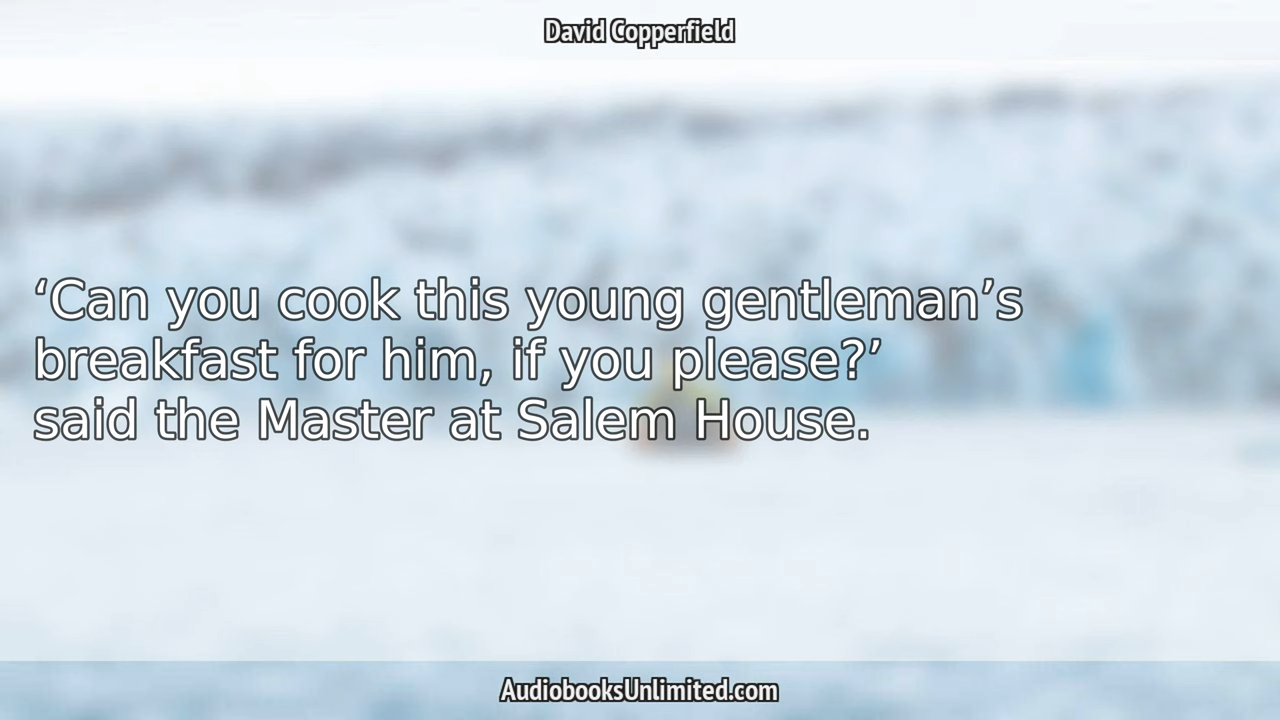 David Copperfield
‘Can you cook this young gentleman’s
breakfast for him, if you please?’
said the Master at Salem House.
AudiobooksUnlimited.com